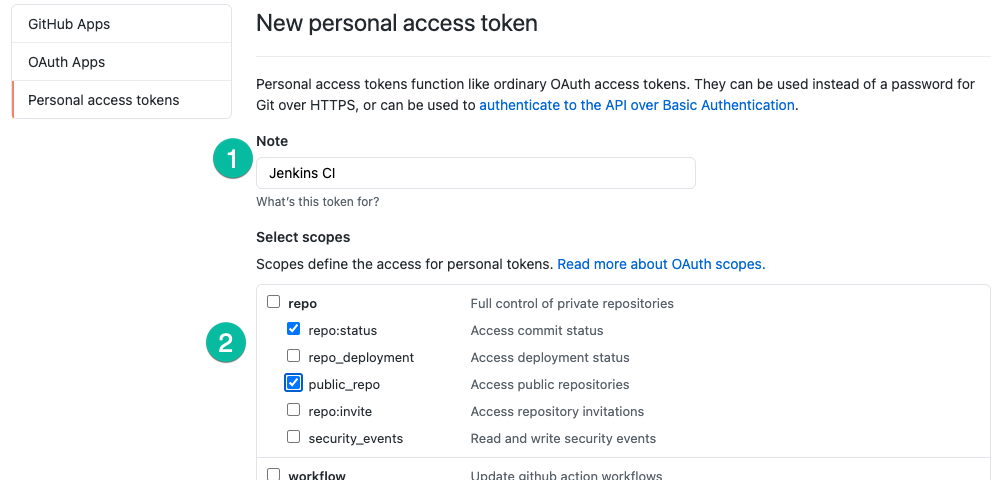 GitHub Apps
OAuth Apps
Personal access tokens
New personal access token
Personal access tokens function like ordinary OAuth access tokens. They can be used instead of a password for
Git over HTTPS, or can be used to authenticate to the API over Basic Authentication.
1
Note
Jenkins CI
What's this token for?
Select scopes
Scopes define the access for personal tokens. Read more about OAuth scopes.
2
repo Full control of private repositories
repo:status Access commit status
repo_deployment Access deployment status
public_repo Access public repositories
repo:invite Access repository invitations
security_events Read and write security events
workflow Update github action workflows